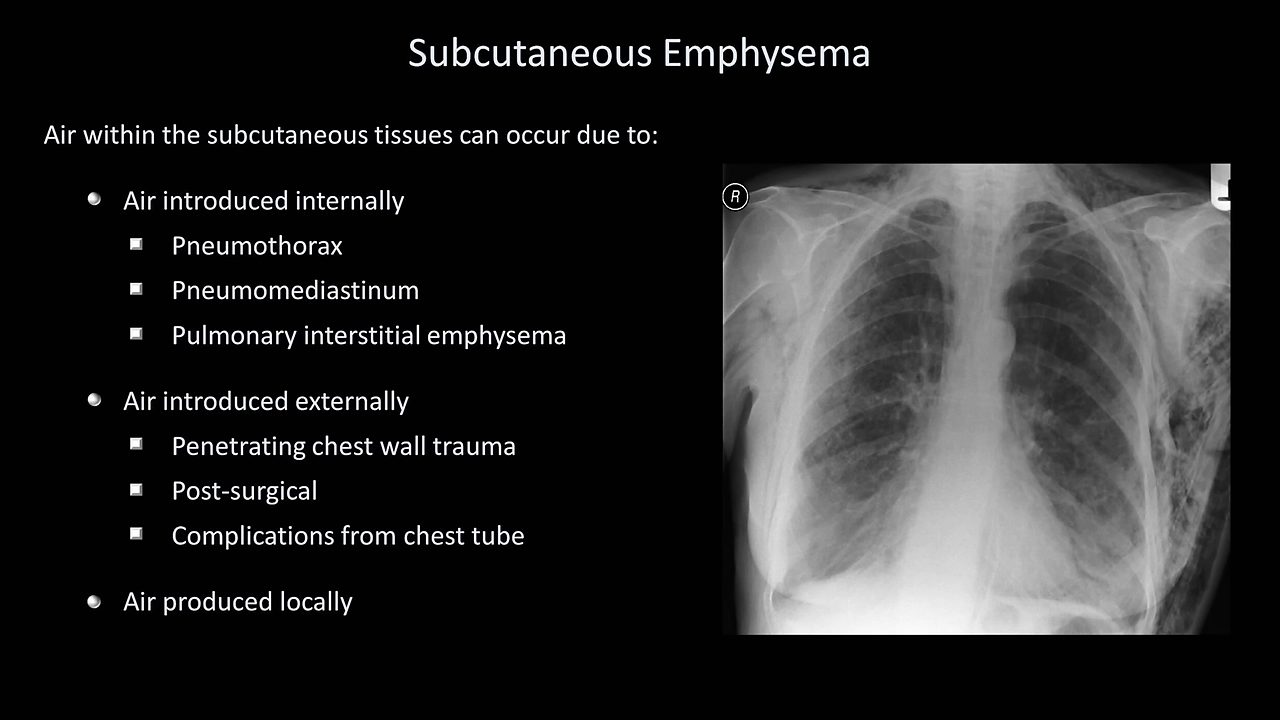 Subcutaneous Emphysema
Air within the subcutaneous tissues can occur due to:
Air introduced internally
Pneumothorax
Pneumomediastinum
Pulmonary interstitial emphysema
Air introduced externally
Penetrating chest wall trauma
Post-surgical
Complications from chest tube
Air produced locally
R